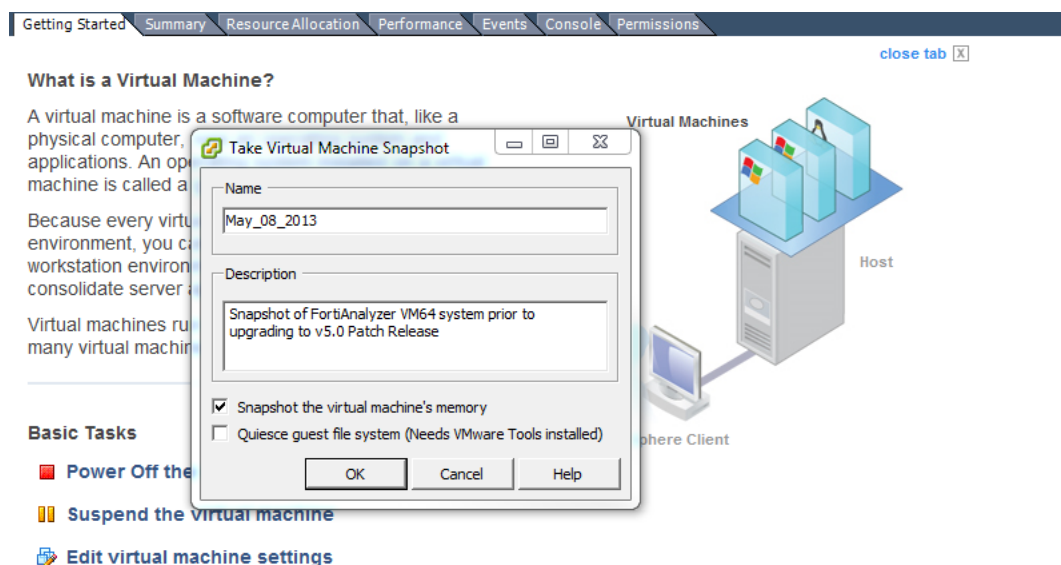 Getting Started Summary Resource Allocation Performance Events Console Permissions
close tab X
What is a Virtual Machine?
A virtual machine is a software computer that, like a
physical computer,
applications. An ope
machine is called a
Because every virtu
environment, you ca
workstation environ
consolidate server a
Virtual machines ru
many virtual machin
Virtual Machines
Host
phere Client
Take Virtual Machine Snapshot
Name
May_08_2013
Description
Snapshot of FortiAnalyzer VM64 system prior to
upgrading to v5.0 Patch Release
Snapshot the virtual machine's memory
Quiesce guest file system (Needs VMware Tools installed)
OK Cancel Help
Basic Tasks
Power Off the
Suspend the virtual machine
Edit virtual machine settings